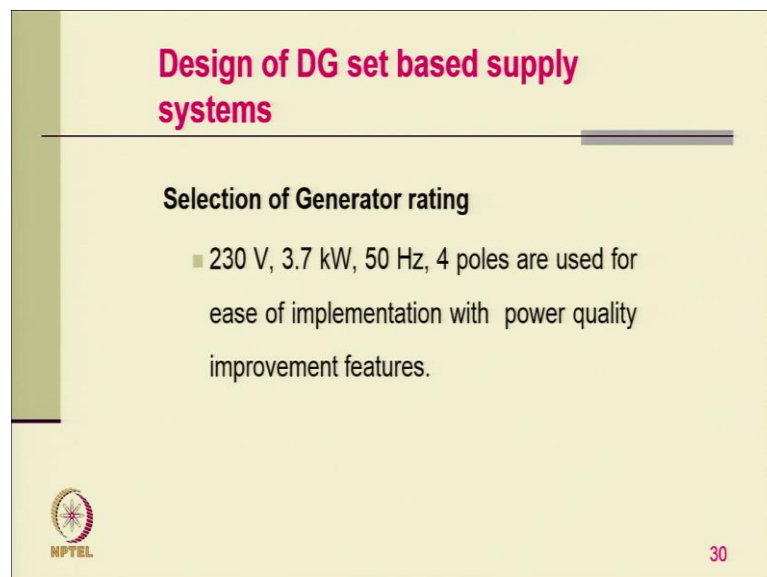 Design of DG set based supply
systems
Selection of Generator rating
230 V, 3.7 kW, 50 Hz, 4 poles are used for
ease of implementation with power quality
improvement features.
NPTEL
30